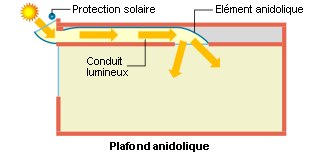 Protection solaire
Elément anidolique
Conduit
lumineux
Plafond anidolique